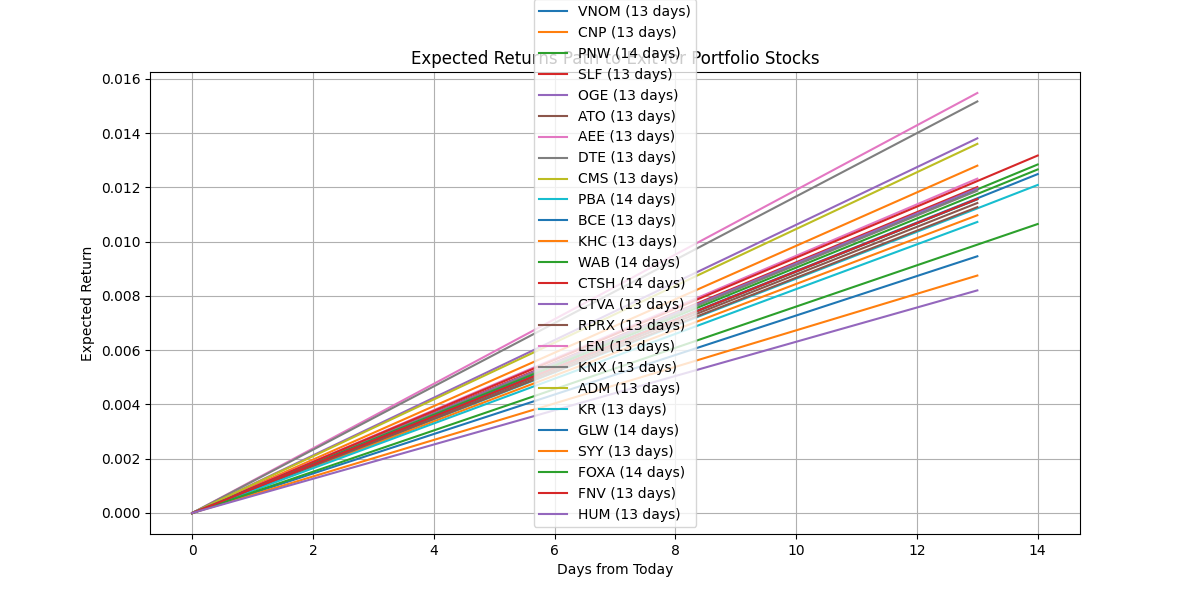 VNOM (13 days)
CNP (13 days)
PNW (14 days)
Expected Returns Path to Exit for Portfolio Stocks
SLF (13 days)
OGE (13 days)
ATO (13 days)
AEE (13 days)
DTE (13 days)
CMS (13 days)
PBA (14 days)
BCE (13 days)
KHC (13 days)
WAB (14 days)
CTSH (14 days)
CTVA (13 days)
RPRX (13 days)
LEN (13 days)
KNX (13 days)
ADM (13 days)
KR (13 days)
GLW (14 days)
SYY (13 days)
FOXA (14 days)
FNV (13 days)
HUM (13 days)
Expected Return
0.016
0.014
0.012
0.010
0.008
0.006
0.004
0.002
0.000
0 2 4 6 8 10 12 14
Days from Today